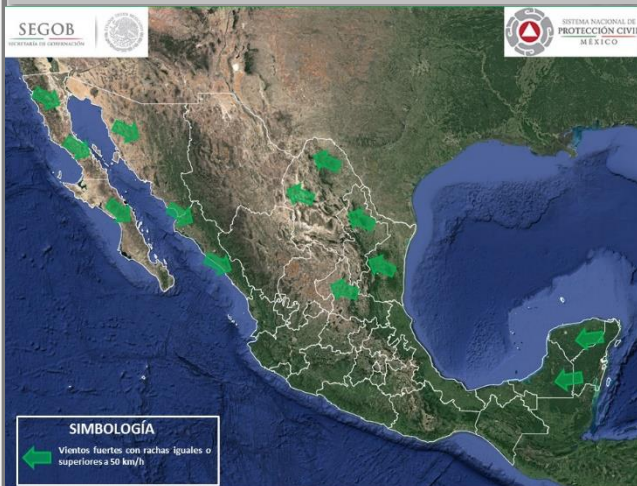 SEGOB
SECRETARÍA DE GOBERNACIÓN
SISTEMA NACIONAL DE
PROTECCIÓN CIVIL
MÉXICO
SIMBOLOGÍA
Vientos fuertes con rachas iguales o
superiores a 50 km/h